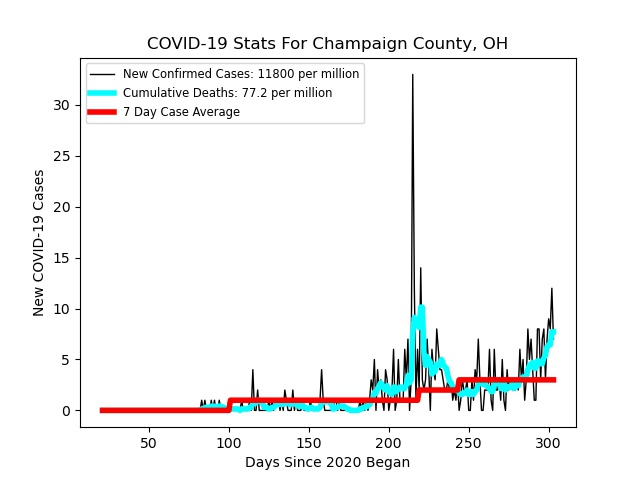 COVID-19 Stats For Champaign County, OH
New Confirmed Cases: 11800 per million
Cumulative Deaths: 77.2 per million
7 Day Case Average
New COVID-19 Cases
30
25
20
15
10
5
0
50
100
150
200
250
300
Days Since 2020 Began